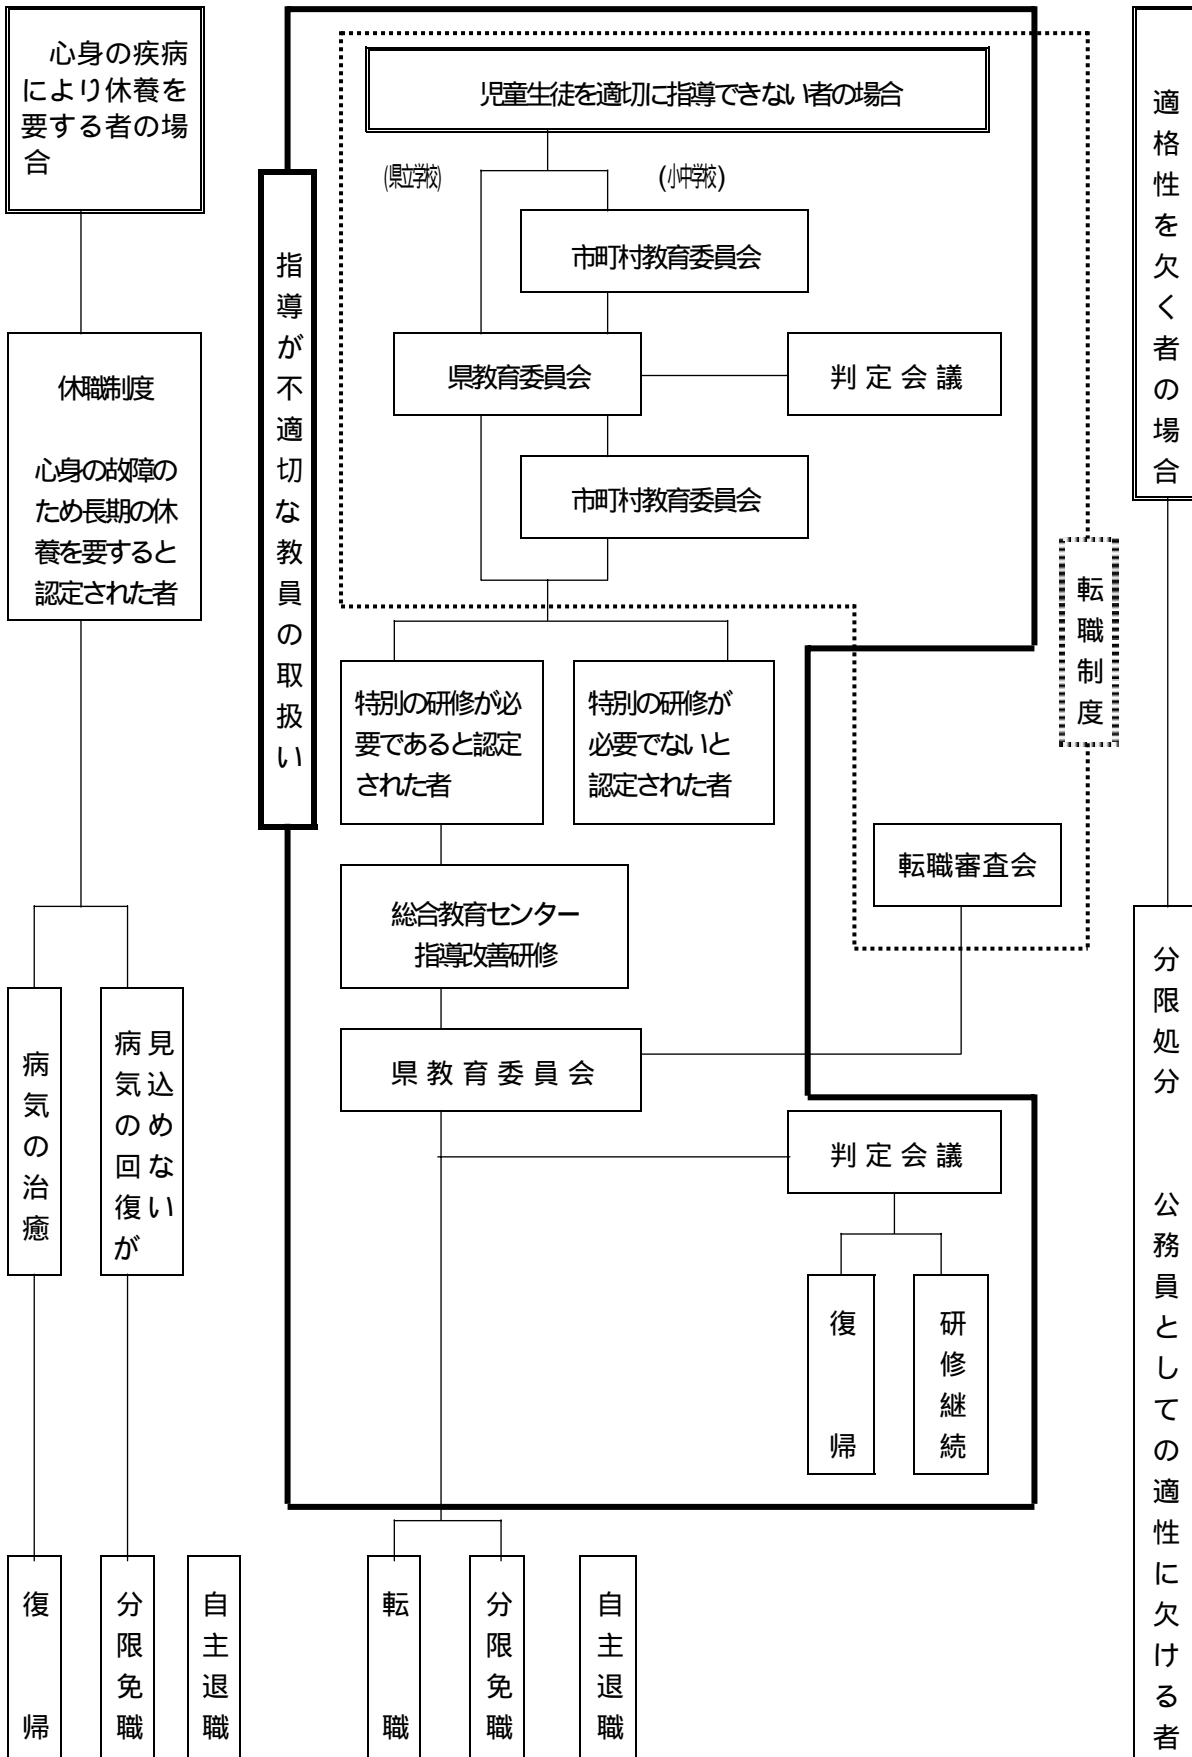 心身の疾病
により休養を
要する者の場
合
休職制度
心身の故障の
ため長期の休
養を要すると
認定された者
病気の治癒
病気の回復が
見込めない
復帰
分限免職
自主退職
指導が不適切な教員の取扱い
児童生徒を適切に指導できない者の場合
(県立学校)
(小中学校)
市町村教育委員会
県教育委員会
判定会議
市町村教育委員会
特別の研修が必
要であると認定
された者
特別の研修が
必要でないと
認定された者
総合教育センター
指導改善研修
県教育委員会
転職制度
転職審査会
判定会議
復帰
研修継続
転職
分限免職
自主退職
適格性を欠く者の場合
分限処分 公務員としての適性に欠ける者